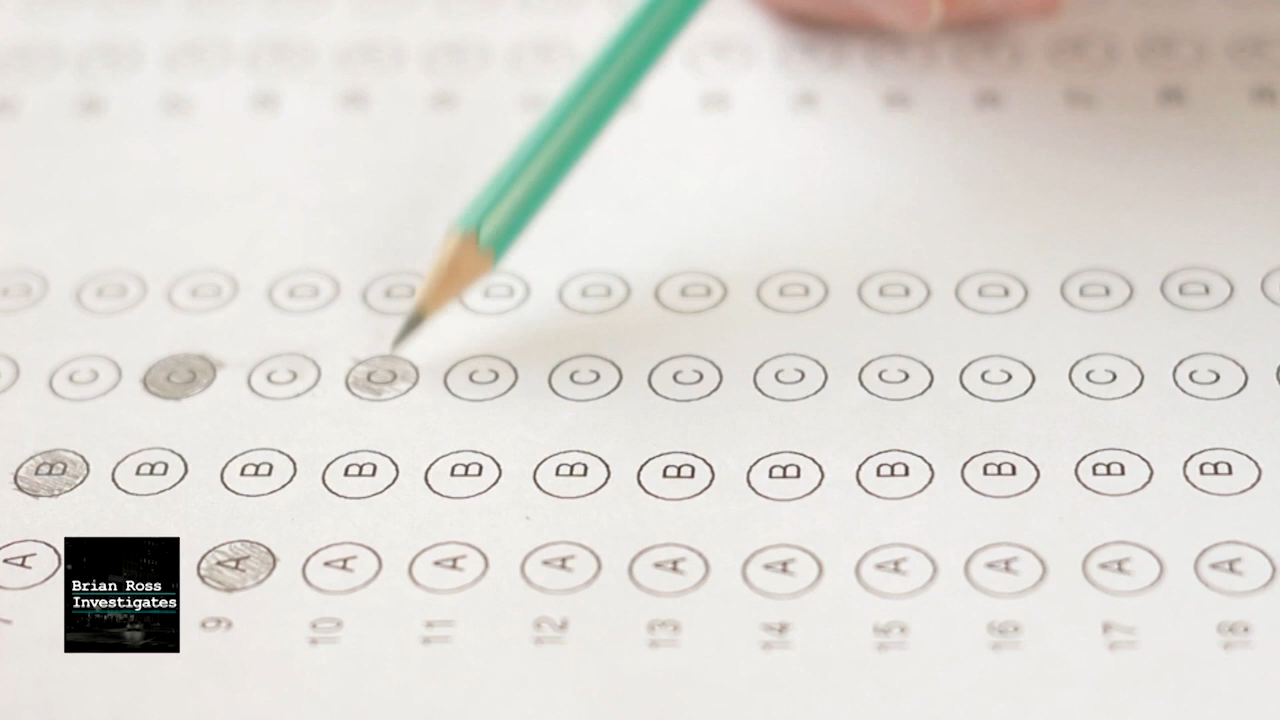 D D D D D D D D D D D D D
C C C C C C C C C C C C
B B B B B B B B B B B B
A A A A A A A A A A A A
9 10 11 12 13 14 15 16 17 18
Brian Ross
Investigates